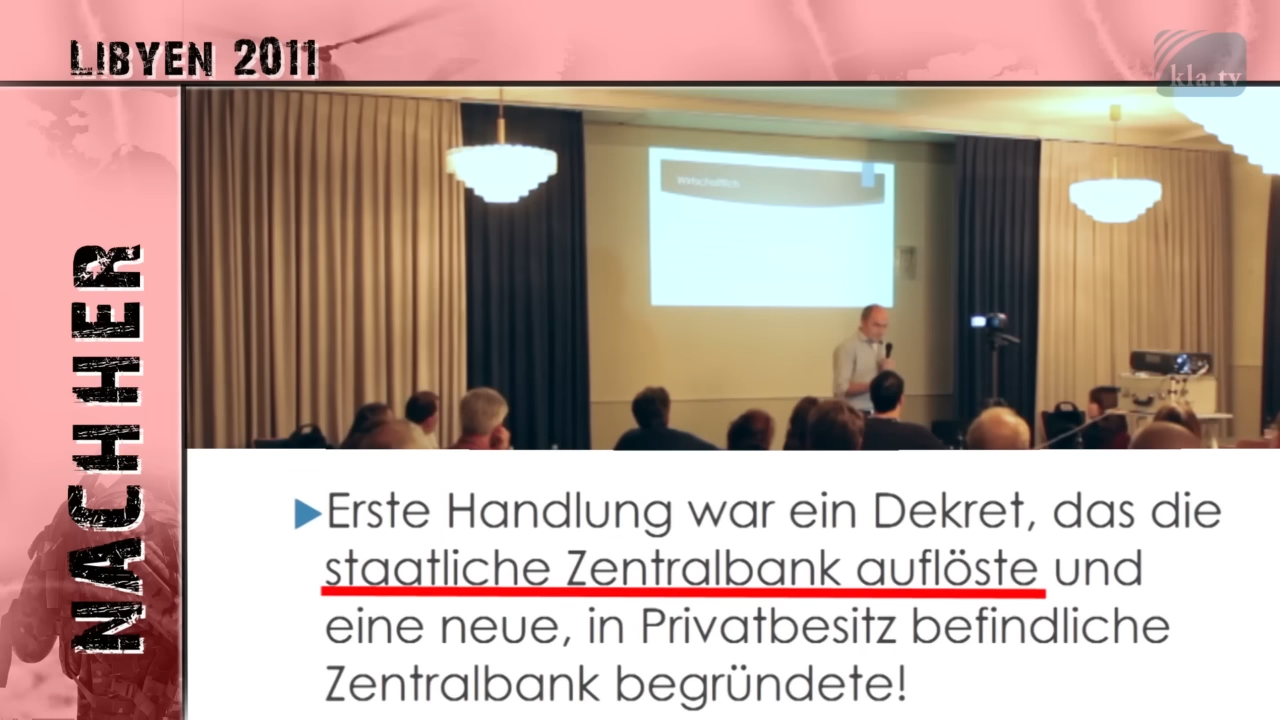 LIBYEN 2011
kla.tv
NACHHER
Wirtschaftlich
Erste Handlung war ein Dekret, das die
staatliche Zentralbank auflöste und
eine neue, in Privatbesitz befindliche
Zentralbank begründete!